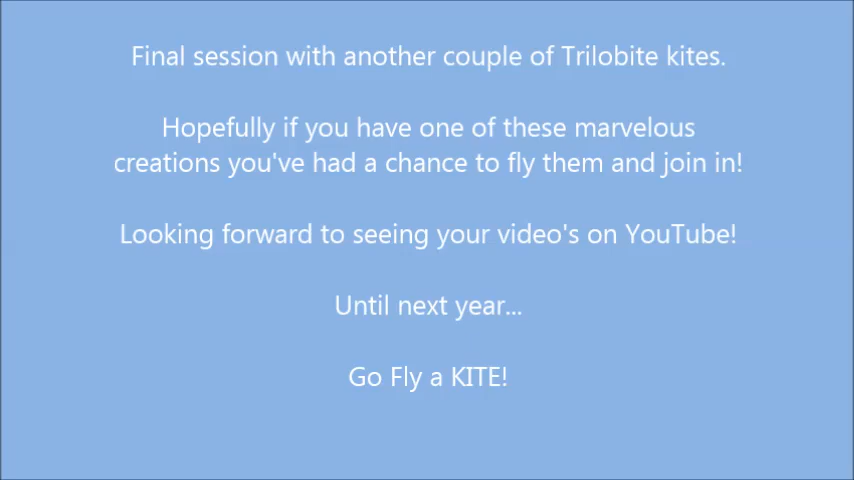 Final session with another couple of Trilobite kites.
Hopefully if you have one of these marvelous
creations you've had a chance to fly them and join in!
Looking forward to seeing your video's on YouTube!
Until next year...
Go Fly a KITE!